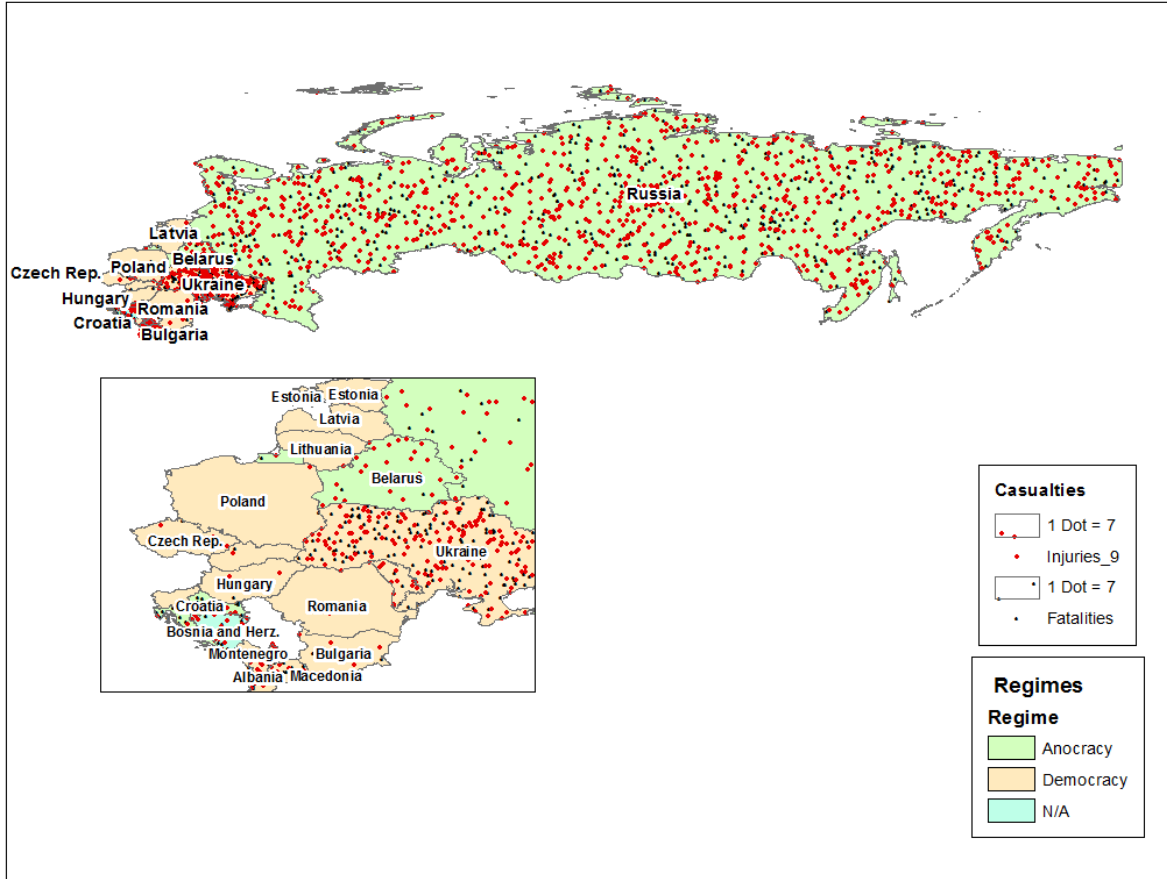 Russia
Latvia
Belarus
Poland
Czech Rep.
Ukraine
Hungary
Romania
Croatia
Bulgaria
Estonia
Estonia
Latvia
Lithuania
Belarus
Poland
Czech Rep.
Ukraine
Hungary
Croatia
Romania
Bosnia and Herz.
Montenegro
Bulgaria
Albania
Macedonia
Casualties
1 Dot = 7
Injuries_9
1 Dot = 7
Fatalities
Regimes
Regime
Anocracy
Democracy
N/A